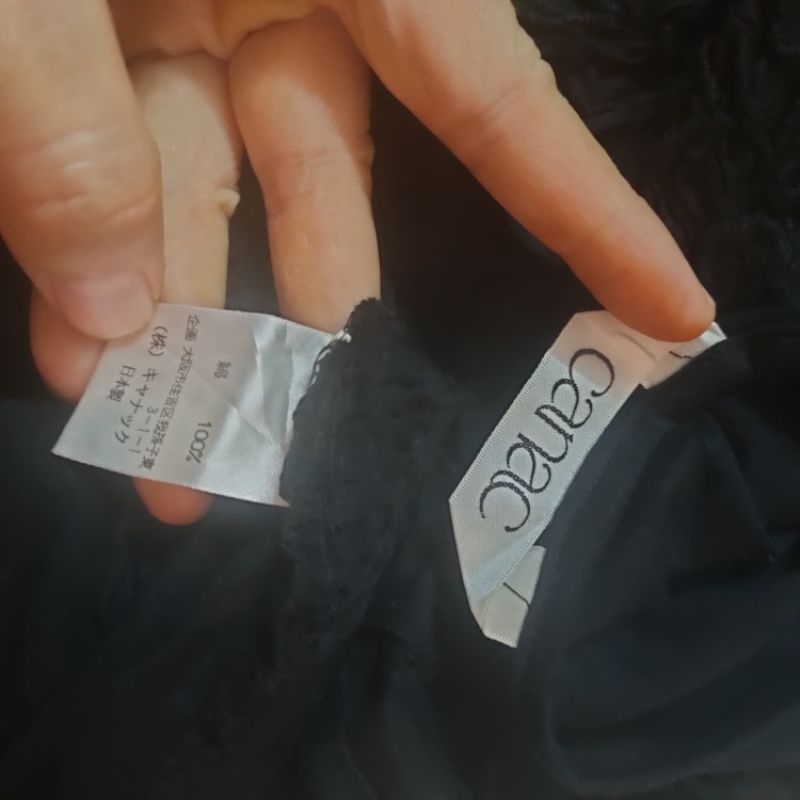 綿 100%
企画 大阪市住吉区我孫子東
3-1-1
(株) キャナック
日本製
canac